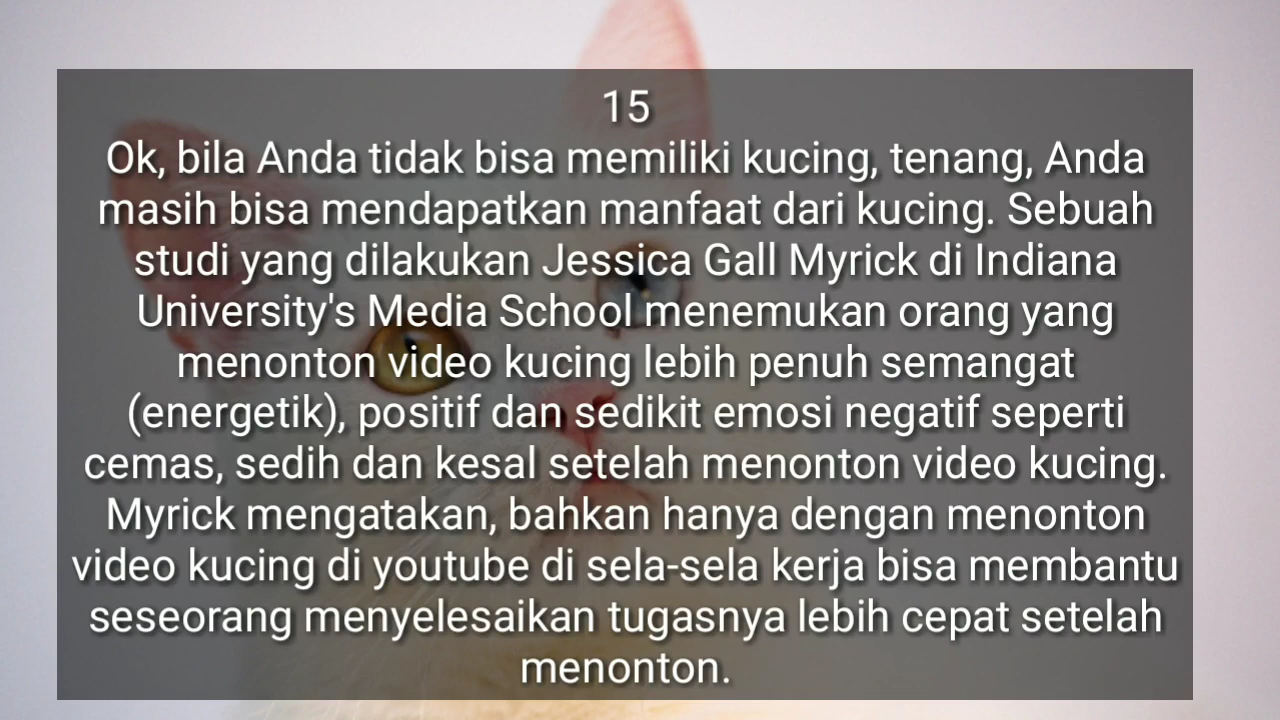 15
Ok, bila Anda tidak bisa memiliki kucing, tenang, Anda
masih bisa mendapatkan manfaat dari kucing. Sebuah
studi yang dilakukan Jessica Gall Myrick di Indiana
University's Media School menemukan orang yang
menonton video kucing lebih penuh semangat
(energetik), positif dan sedikit emosi negatif seperti
cemas, sedih dan kesal setelah menonton video kucing.
Myrick mengatakan, bahkan hanya dengan menonton
video kucing di youtube di sela-sela kerja bisa membantu
seseorang menyelesaikan tugasnya lebih cepat setelah
menonton.